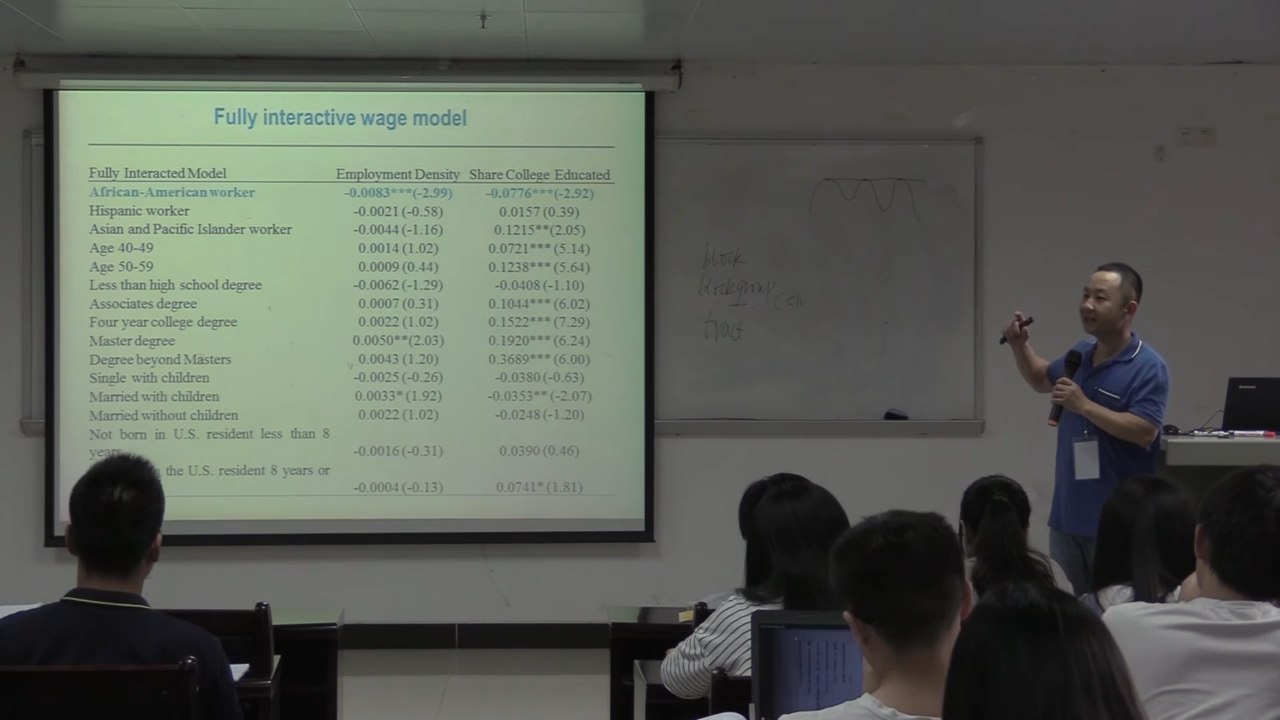 Fully interactive wage model
Fully Interacted Model Employment Density Share College Educated
African-American worker -0.0083***(-2.99) -0.0776***(-2.92)
Hispanic worker -0.0021 (-0.58) 0.0157 (0.39)
Asian and Pacific Islander worker -0.0044 (-1.16) 0.1215**(2.05)
Age 40-49 0.0014 (1.02) 0.0721*** (5.14)
Age 50-59 0.0009 (0.44) 0.1238*** (5.64)
Less than high school degree -0.0062 (-1.29) -0.0408 (-1.10)
Associates degree 0.0007 (0.31) 0.1044*** (6.02)
Four year college degree 0.0022 (1.02) 0.1522*** (7.29)
Master degree 0.0050**(2.03) 0.1920*** (6.24)
Degree beyond Masters 0.0043 (1.20) 0.3689*** (6.00)
Single with children -0.0025 (-0.26) -0.0380 (-0.63)
Married with children 0.0033* (1.92) -0.0353** (-2.07)
Married without children 0.0022 (1.02) -0.0248 (-1.20)
Not born in U.S. resident less than 8
years -0.0016 (-0.31) 0.0390 (0.46)
the U.S. resident 8 years or
-0.0004 (-0.13) 0.0741* (1.81)
block
blockgroup
tract